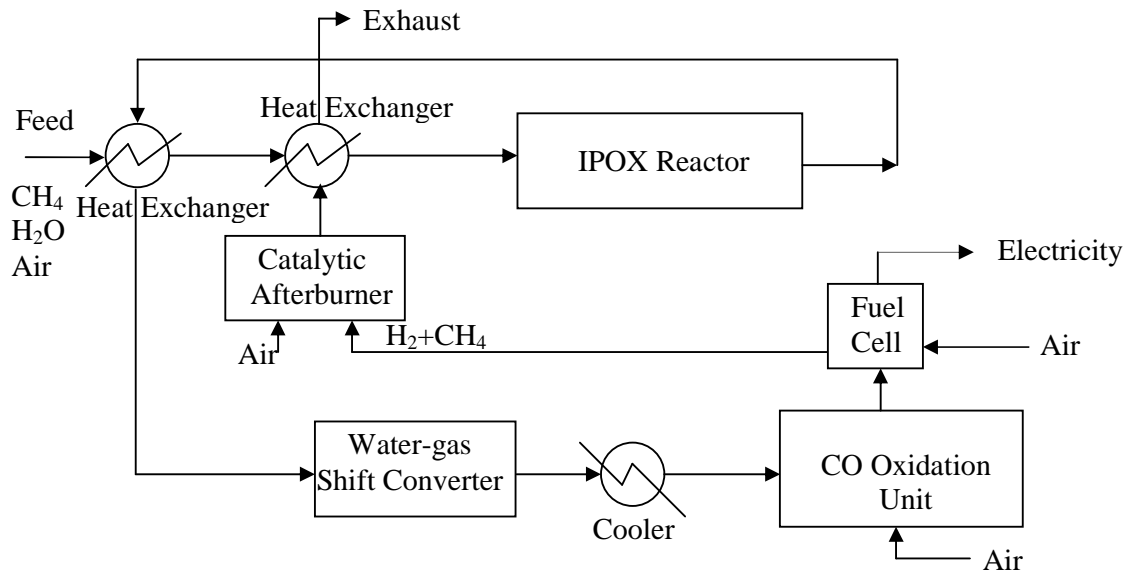 Exhaust
Heat Exchanger
Feed
CH₄
H₂O
Air
Heat Exchanger
IPOX Reactor
Catalytic
Afterburner
Air
H₂+CH₄
Electricity
Fuel
Cell
Air
Water-gas
Shift Converter
Cooler
CO Oxidation
Unit
Air